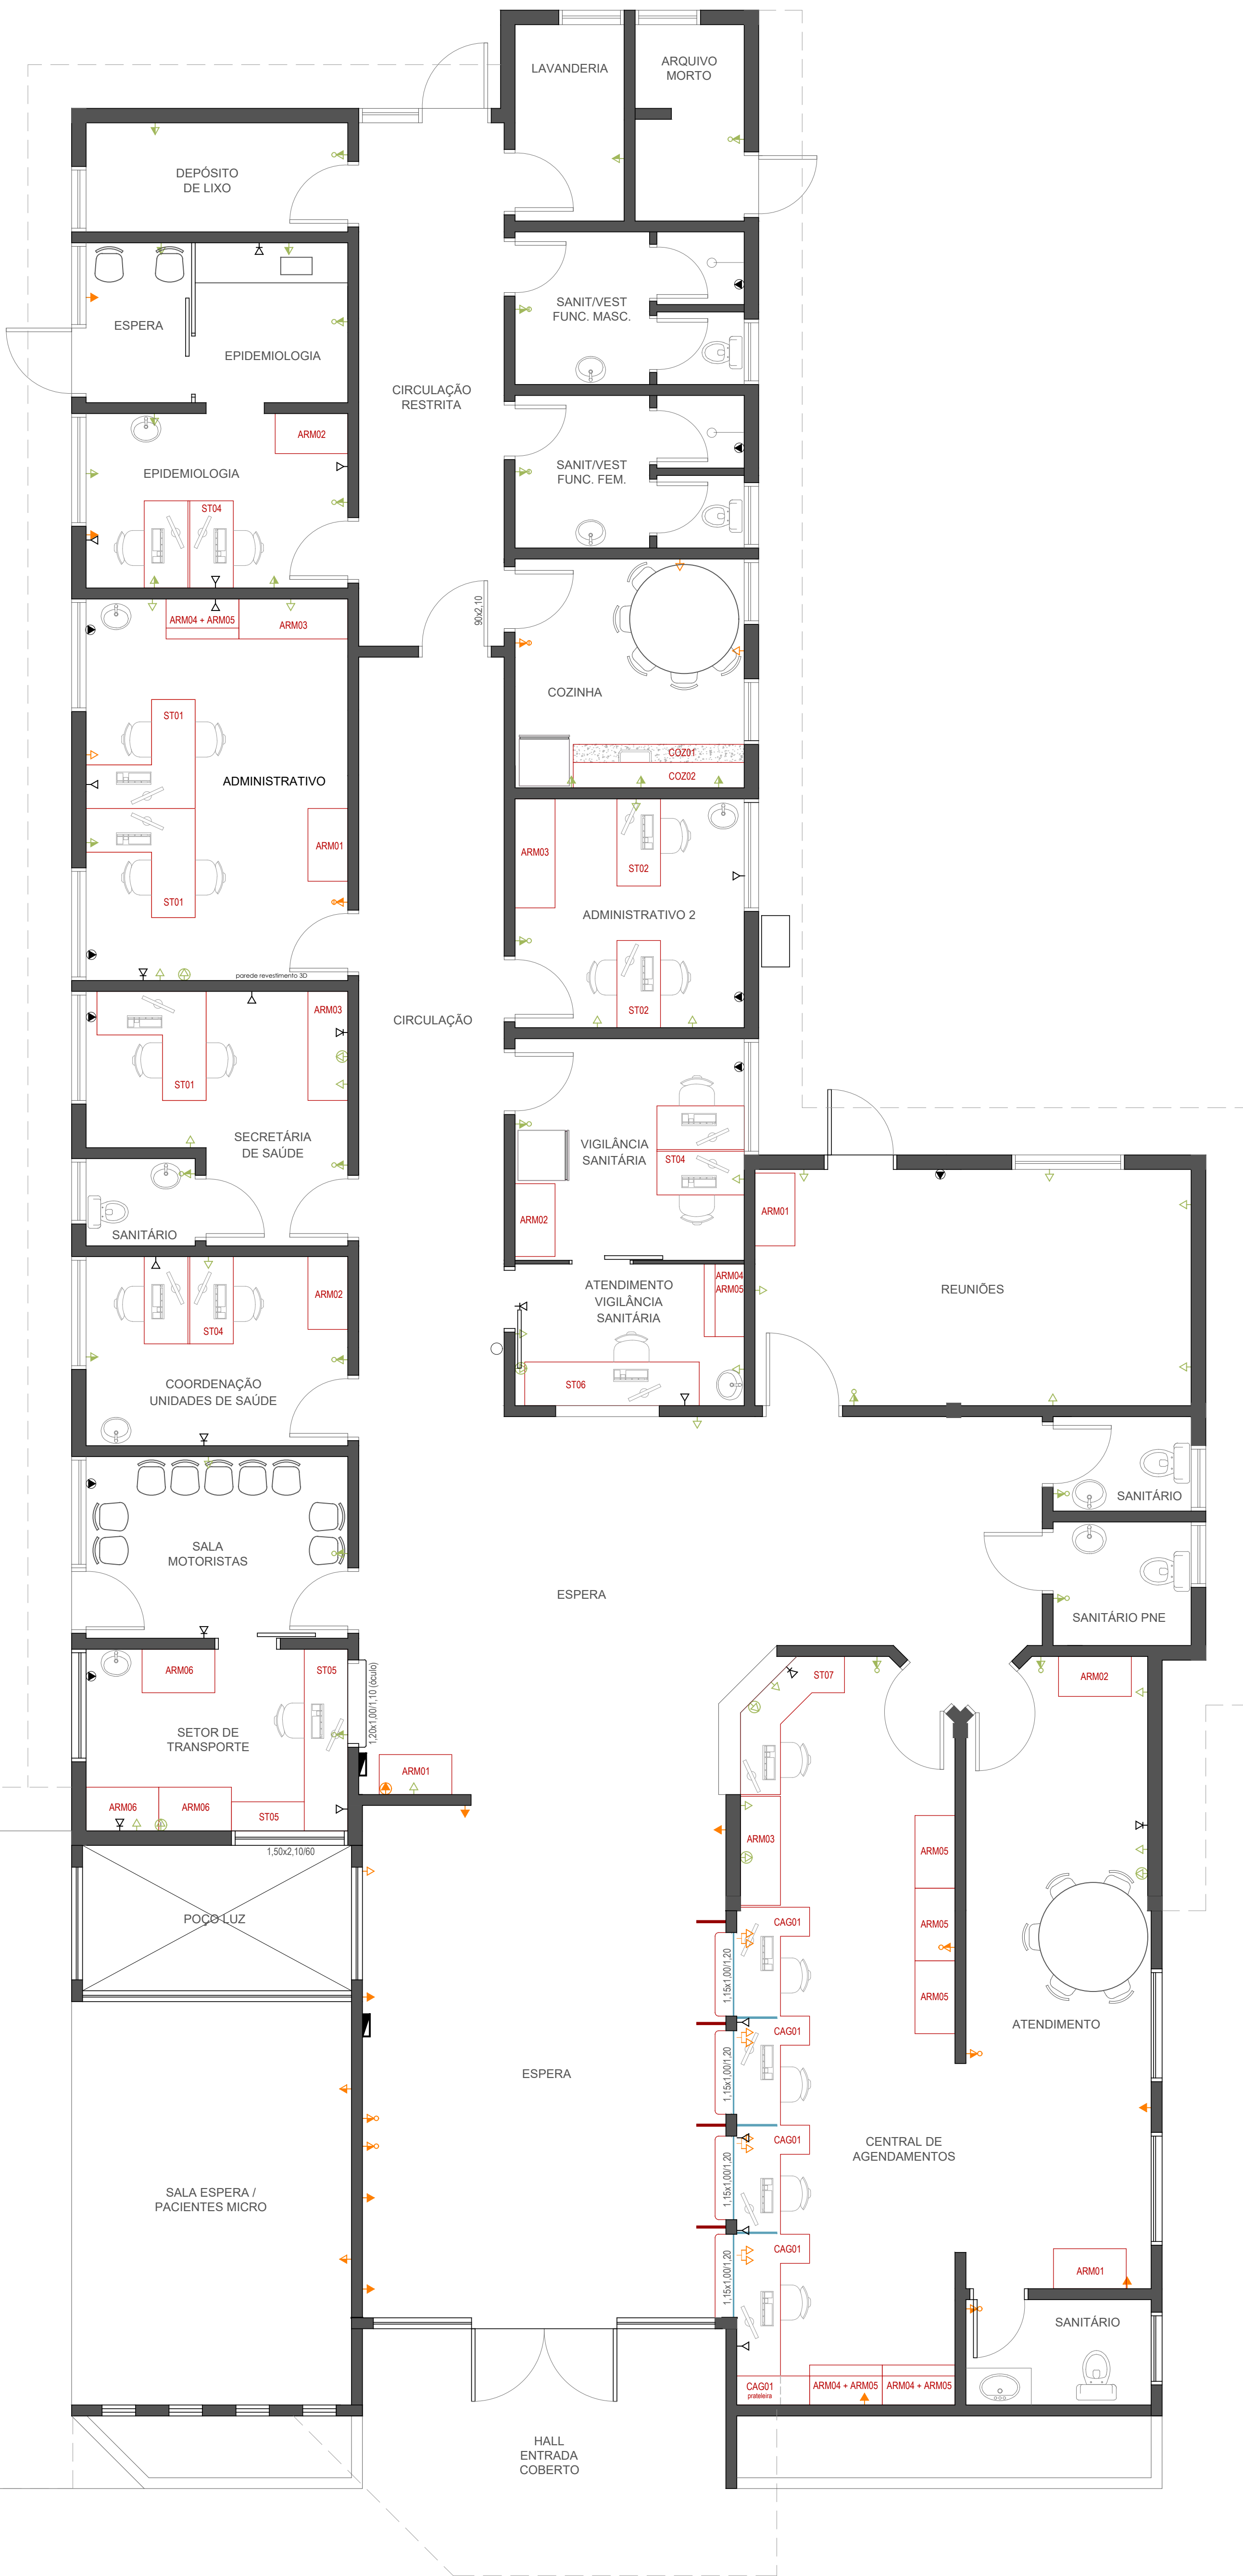 LAVANDERIA
ARQUIVO
MORTO
DEPÓSITO
DE LIXO
ESPERA
EPIDEMIOLOGIA
SANIT/VEST
FUNC. MASC.
CIRCULAÇÃO
RESTRITA
ARM02
EPIDEMIOLOGIA
SANIT/VEST
FUNC. FEM.
ST04
90x2,10
ARM04 + ARM05
ARM03
COZINHA
ST01
COZ01
COZ02
ADMINISTRATIVO
ARM01
ARM03
ST02
ST01
ADMINISTRATIVO 2
parede revestimento 3D
ARM03
ST02
CIRCULAÇÃO
ST01
SECRETÁRIA
DE SAÚDE
VIGILÂNCIA
SANITÁRIA
ST04
SANITÁRIO
ARM02
ARM01
ARM04
ARM05
ATENDIMENTO
VIGILÂNCIA
SANITÁRIA
REUNIÕES
ARM02
ST04
COORDENAÇÃO
UNIDADES DE SAÚDE
ST06
SANITÁRIO
SALA
MOTORISTAS
ESPERA
SANITÁRIO PNE
ARM06
ST05
ST07
ARM02
SETOR DE
TRANSPORTE
1,20x1,00/1,10 (óculo)
ARM01
ARM06
ARM06
ST05
ARM03
ARM05
1,50x2,10/60
POÇO LUZ
CAG01
ARM05
1,15x1,00/1,20
ARM05
CAG01
ATENDIMENTO
1,15x1,00/1,20
ESPERA
CAG01
CENTRAL DE
AGENDAMENTOS
1,15x1,00/1,20
SALA ESPERA /
PACIENTES MICRO
CAG01
1,15x1,00/1,20
ARM01
SANITÁRIO
CAG01
prateleira
ARM04 + ARM05
ARM04 + ARM05
HALL
ENTRADA
COBERTO